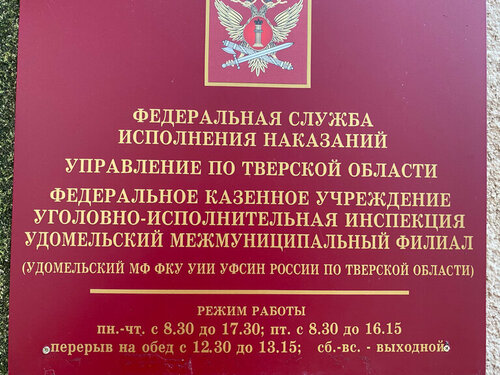 ФЕДЕРАЛЬНАЯ СЛУЖБА
ИСПОЛНЕНИЯ НАКАЗАНИЙ
УПРАВЛЕНИЕ ПО ТВЕРСКОЙ ОБЛАСТИ
ФЕДЕРАЛЬНОЕ КАЗЕННОЕ УЧРЕЖДЕНИЕ
УГОЛОВНО-ИСПОЛНИТЕЛЬНАЯ ИНСПЕКЦИЯ
УДОМЕЛЬСКИЙ МЕЖМУНИЦИПАЛЬНЫЙ ФИЛИАЛ
(УДОМЕЛЬСКИЙ МФ ФКУ УИИ УФСИН РОССИИ ПО ТВЕРСКОЙ ОБЛАСТИ)
РЕЖИМ РАБОТЫ
пн.-чт. с 8.30 до 17.30; пт. с 8.30 до 16.15
перерыв на обед с 12.30 до 13.15; сб.-вс. - выходной